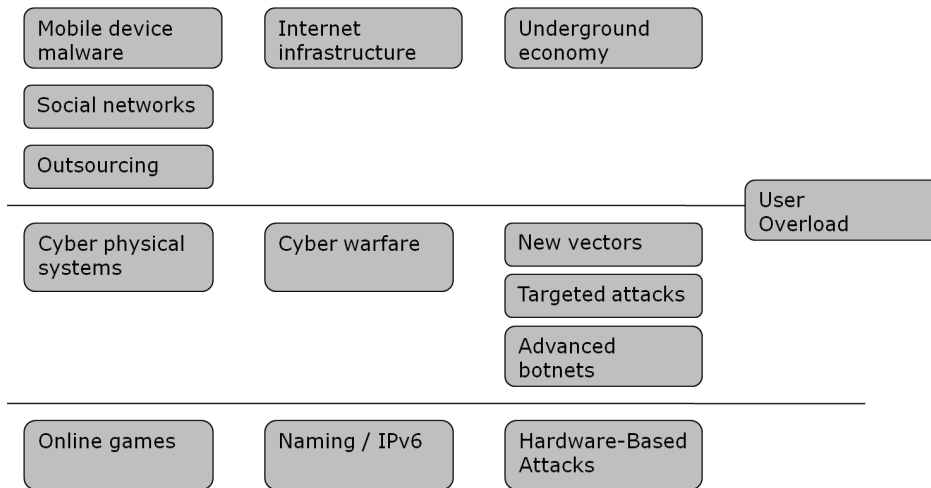 Mobile device
malware
Internet
infrastructure
Underground
economy
Social networks
Outsourcing
User
Overload
Cyber physical
systems
Cyber warfare
New vectors
Targeted attacks
Advanced
botnets
Online games
Naming / IPv6
Hardware-Based
Attacks